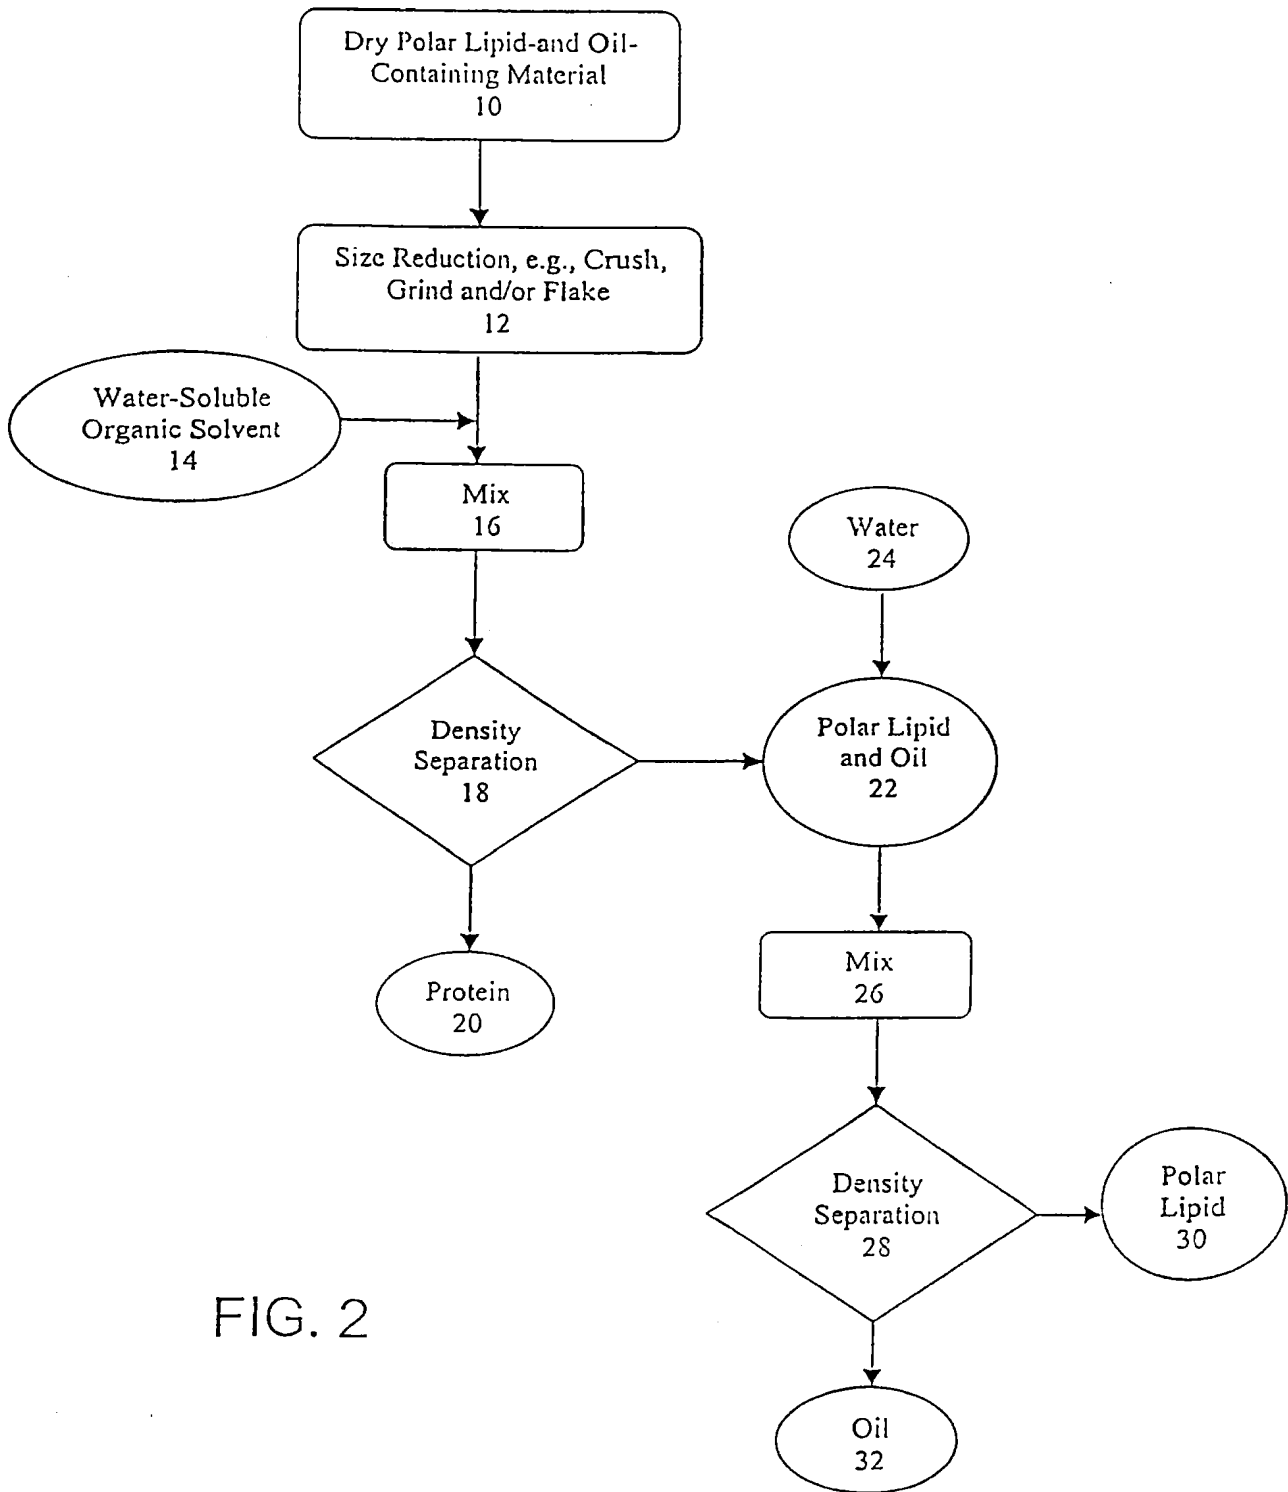 Dry Polar Lipid-and Oil-
Containing Material
10
Size Reduction, e.g., Crush,
Grind and/or Flake
12
Water-Soluble
Organic Solvent
14
Mix
16
Water
24
Density
Separation
18
Polar Lipid
and Oil
22
Protein
20
Mix
26
Density
Separation
28
Polar
Lipid
30
Oil
32
FIG. 2